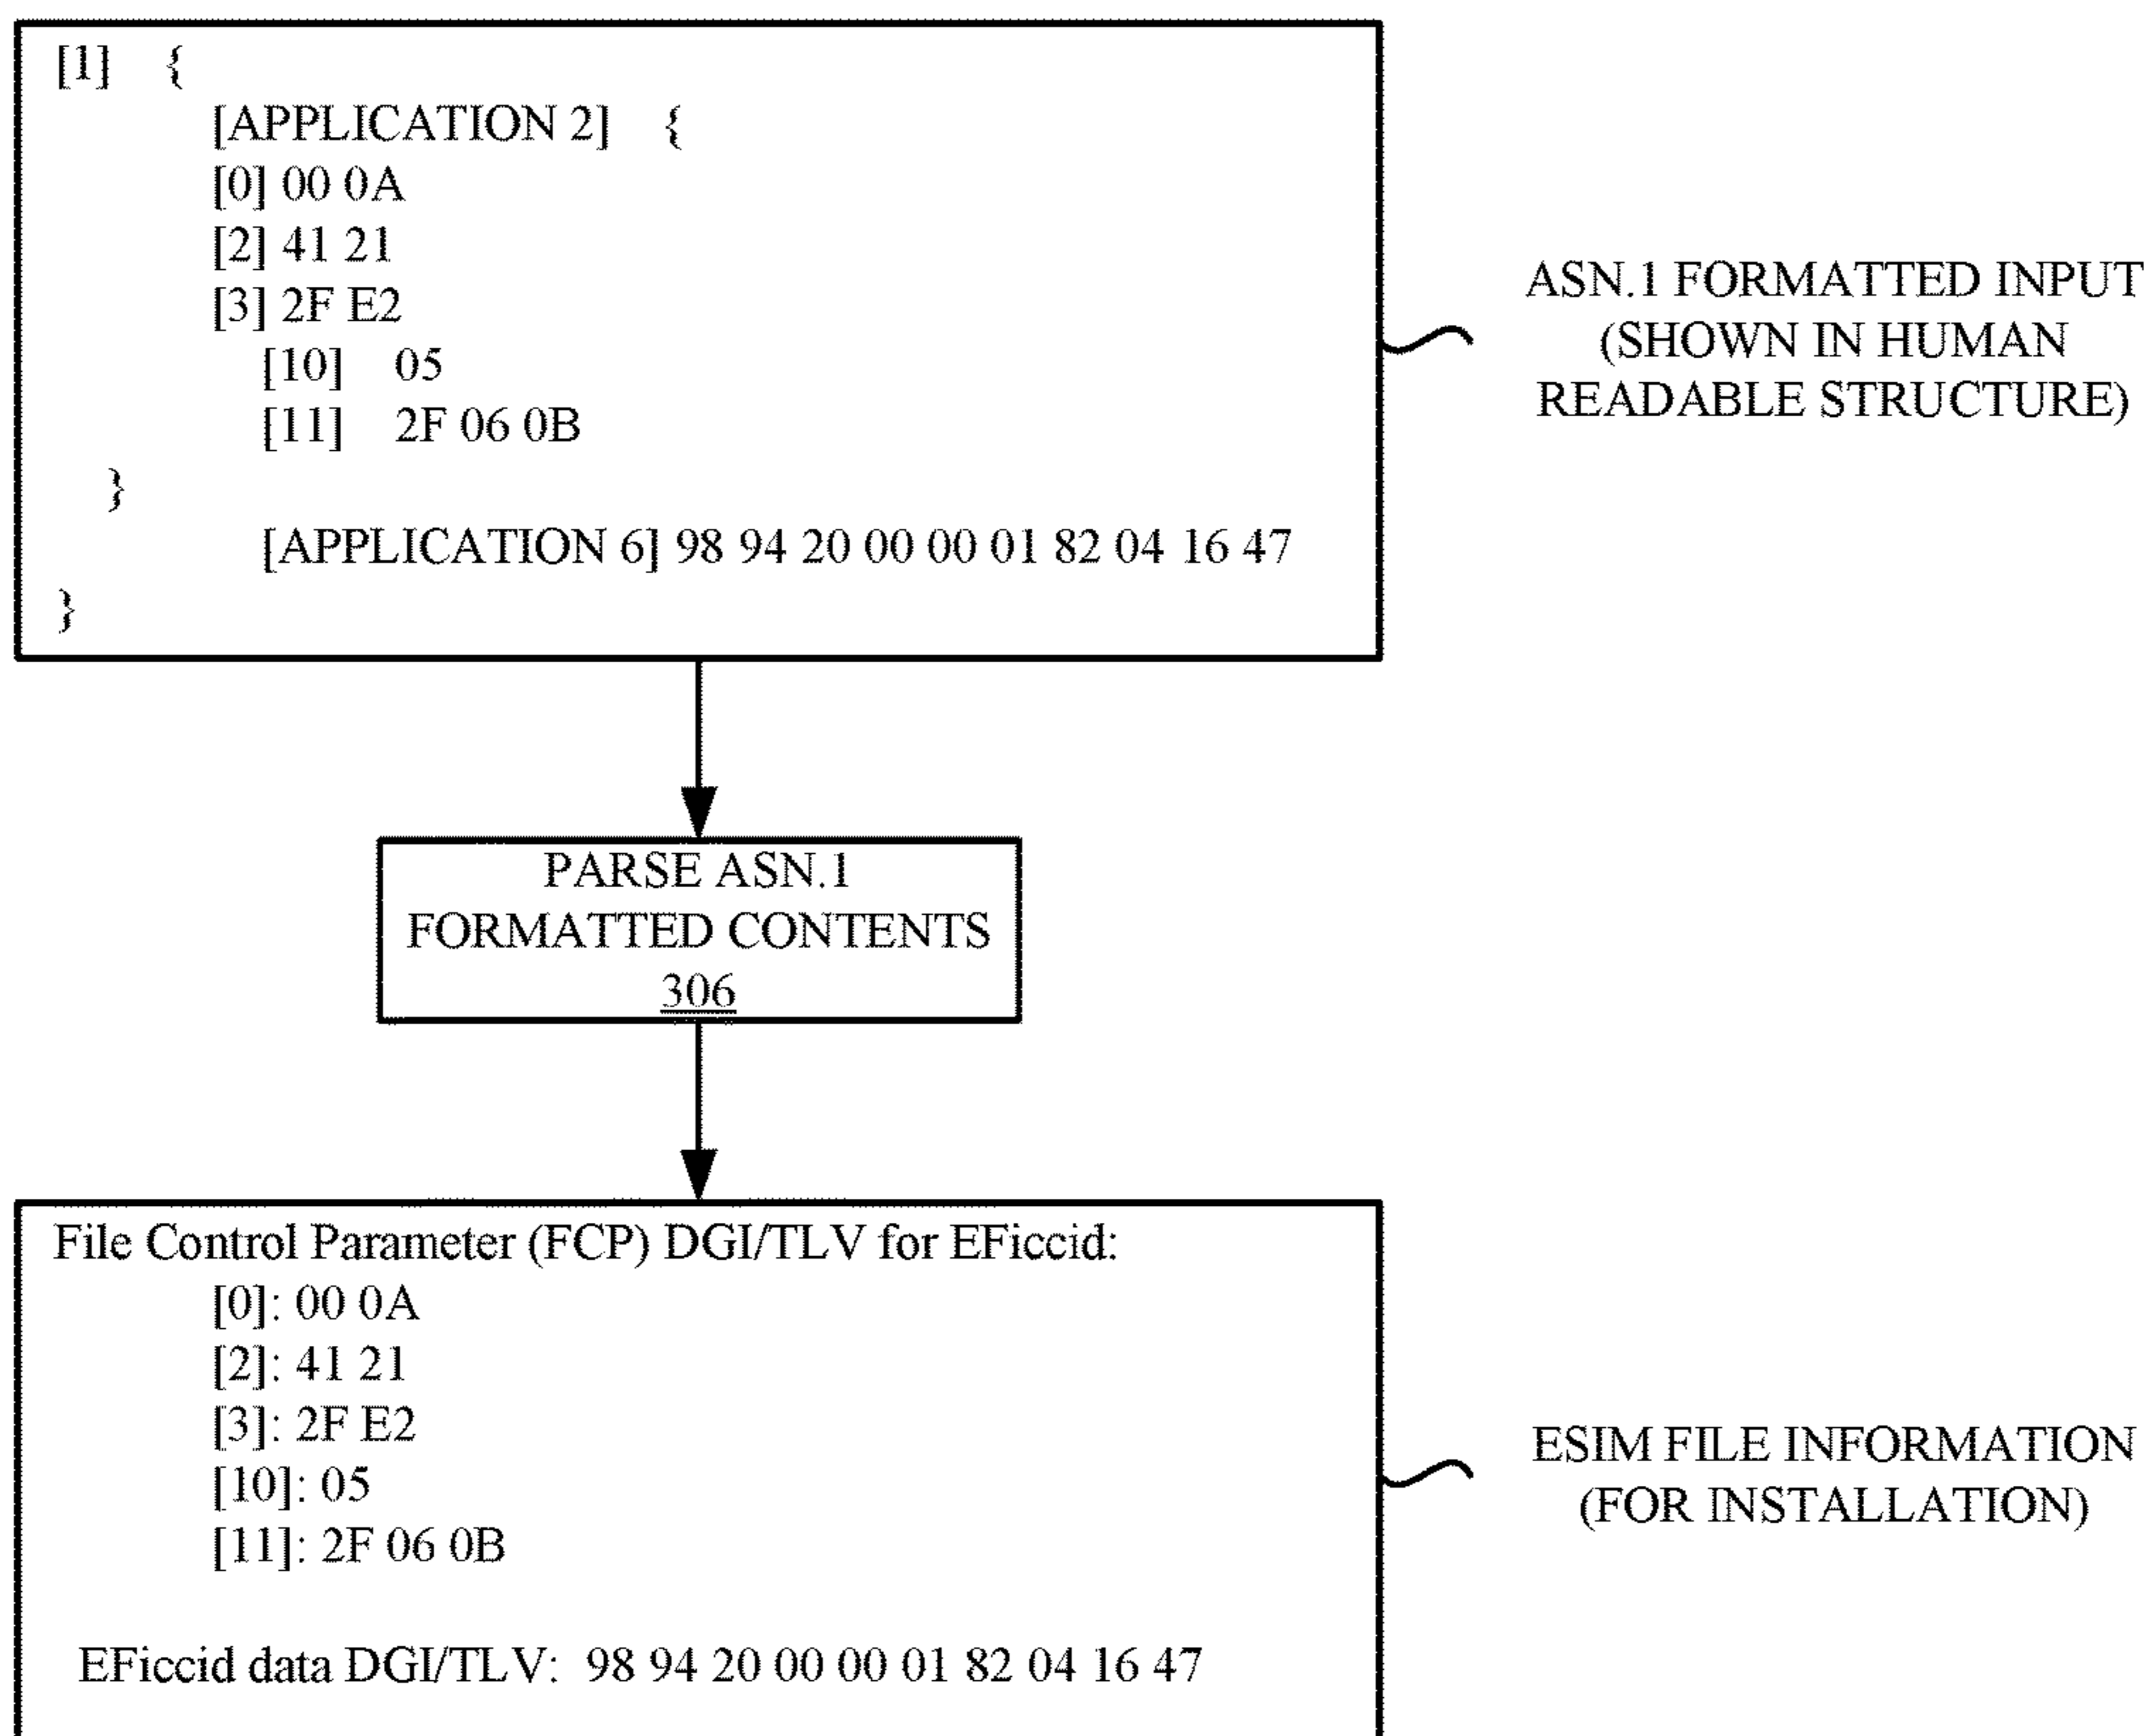 [1] {
[APPLICATION 2] {
[0] 00 0A
[2] 41 21
[3] 2F E2
[10] 05
[11] 2F 06 0B
}
[APPLICATION 6] 98 94 20 00 00 01 82 04 16 47
}
ASN.1 FORMATTED INPUT
(SHOWN IN HUMAN
READABLE STRUCTURE)
PARSE ASN.1
FORMATTED CONTENTS
306
File Control Parameter (FCP) DGI/TLV for EFiccid:
[0]: 00 0A
[2]: 41 21
[3]: 2F E2
[10]: 05
[11]: 2F 06 0B
EFiccid data DGI/TLV: 98 94 20 00 00 01 82 04 16 47
ESIM FILE INFORMATION
(FOR INSTALLATION)